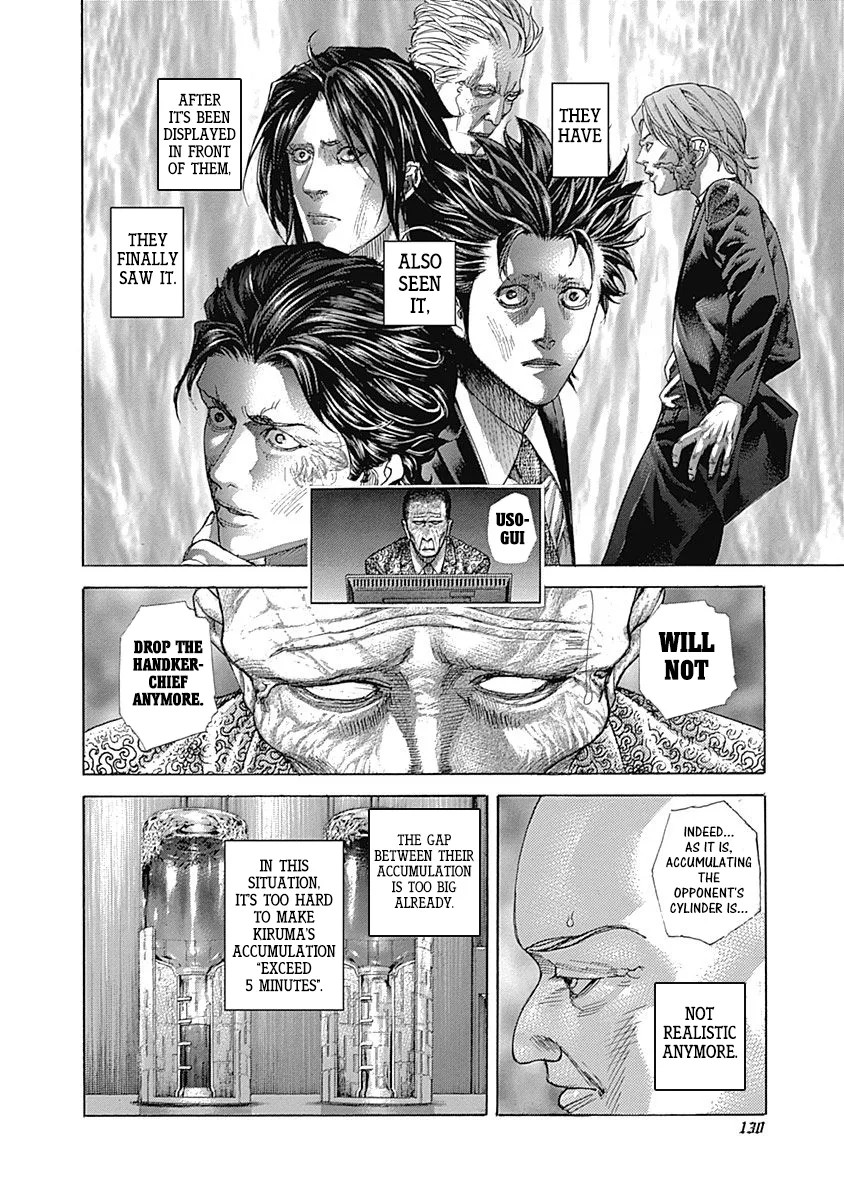 THEY
HAVE
ALSO
SEEN
IT,
AFTER
IT'S BEEN
DISPLAYED
IN FRONT
OF THEM,
THEY
FINALLY
SAW IT.
USO-
GUI
WILL
NOT
DROP THE
HANDKER-
CHIEF
ANYMORE.
INDEED...
AS IT IS,
ACCUMULATING
THE
OPPONENT'S
CYLINDER IS...
NOT
REALISTIC
ANYMORE.
THE GAP
BETWEEN THEIR
ACCUMULATION
IS TOO BIG
ALREADY.
IN THIS
SITUATION,
IT'S TOO HARD
TO MAKE
KIRUMA'S
ACCUMULATION
"EXCEED
5 MINUTES".
130